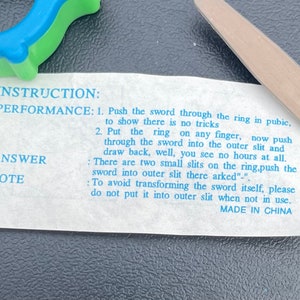 INSTRUCTION:
PERFORMANCE: 1. Push the sword through the ring in pubic,
to show there is no tricks
2. Put the ring on any finger, now push
through the sword into the outer slit and
draw back, well, you see no hours at all.
ANSWER : There are two small slits on the ring,push the
sword into outer slit there arked"-".
OTE : To avoid transforming the sword itself, please
do not put it into outer slit when not in use.
MADE IN CHINA